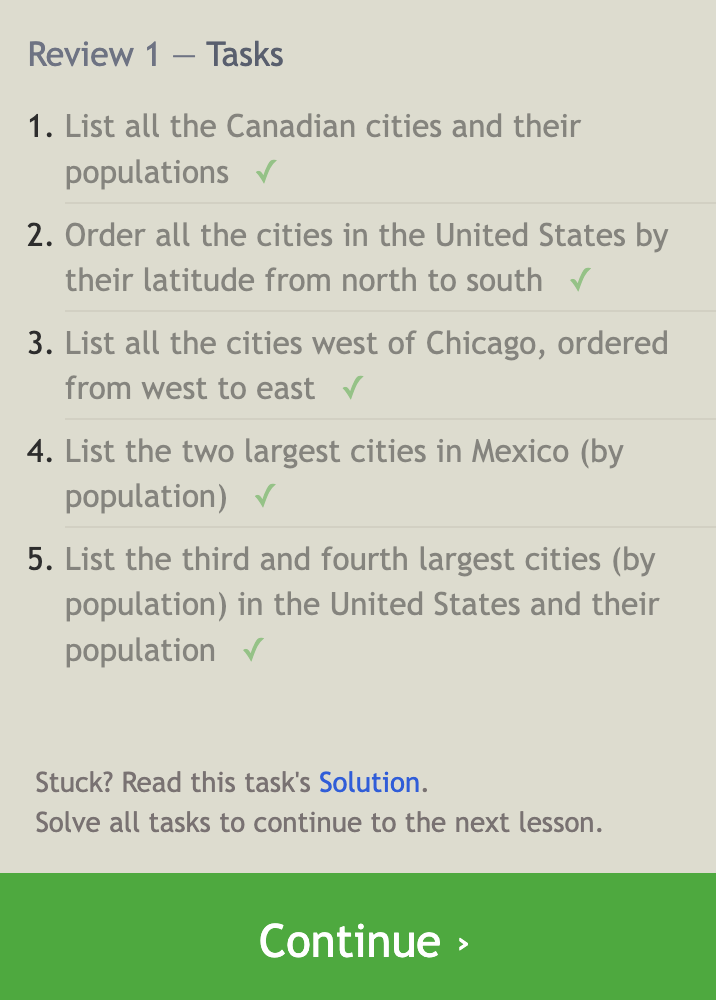 Review 1 — Tasks
1. List all the Canadian cities and their
populations ✓
2. Order all the cities in the United States by
their latitude from north to south ✓
3. List all the cities west of Chicago, ordered
from west to east ✓
4. List the two largest cities in Mexico (by
population) ✓
5. List the third and fourth largest cities (by
population) in the United States and their
population ✓
Stuck? Read this task's Solution.
Solve all tasks to continue to the next lesson.
Continue ›